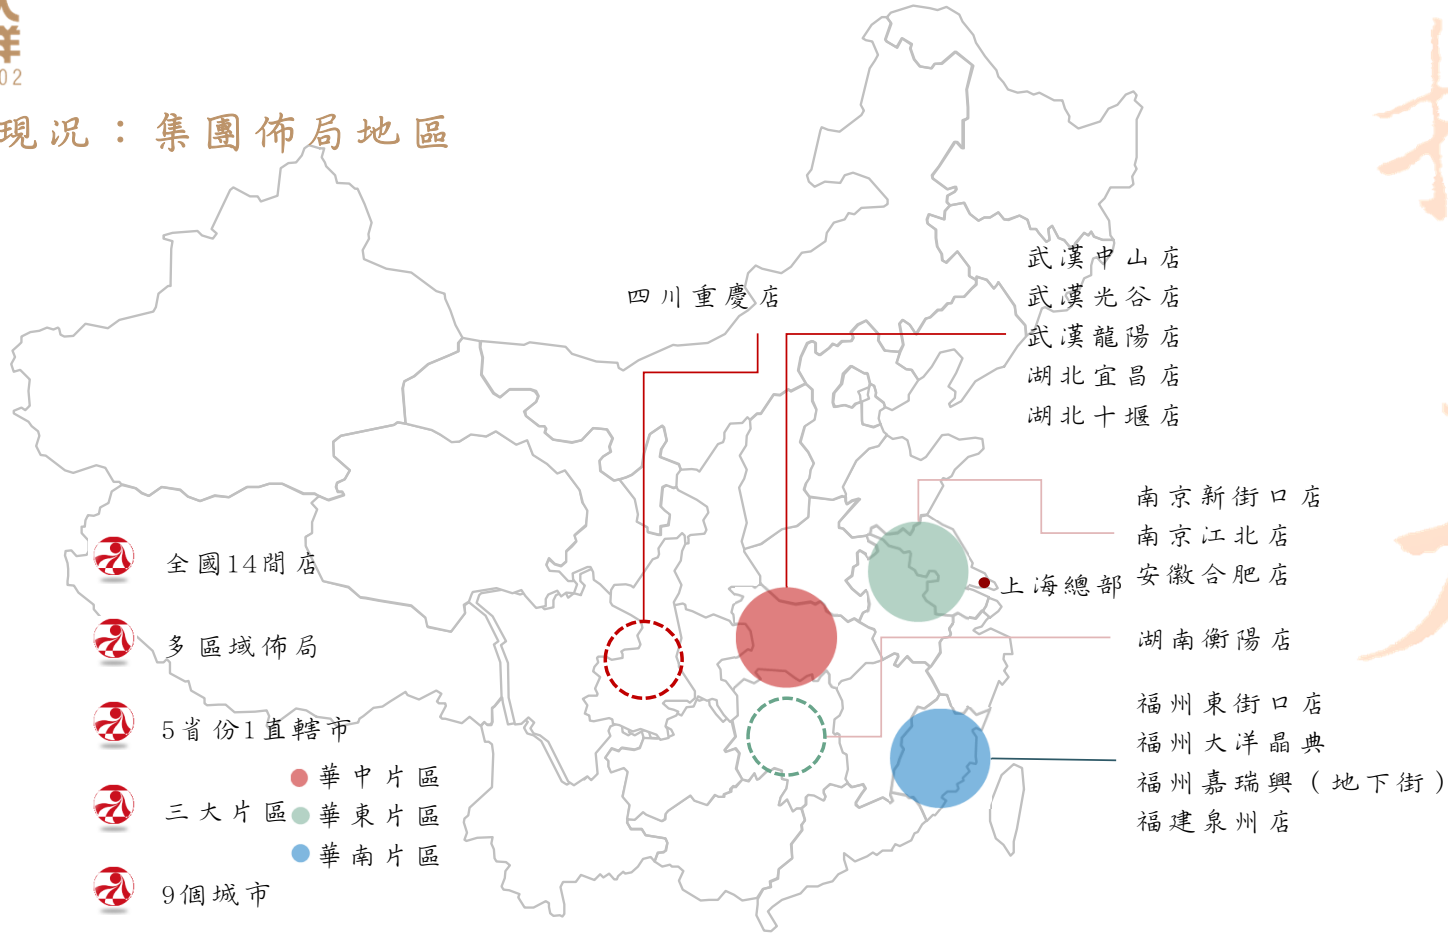 02
現況：集團佈局地區
四川重慶店
武漢中山店
武漢光谷店
武漢龍陽店
湖北宜昌店
湖北十堰店
南京新街口店
南京江北店
安徽合肥店
上海總部
湖南衡陽店
福州東街口店
福州大洋晶典
福州嘉瑞興（地下街）
福建泉州店
全國14間店
多區域佈局
5省份1直轄市
三大片區
華中片區
華東片區
華南片區
9個城市